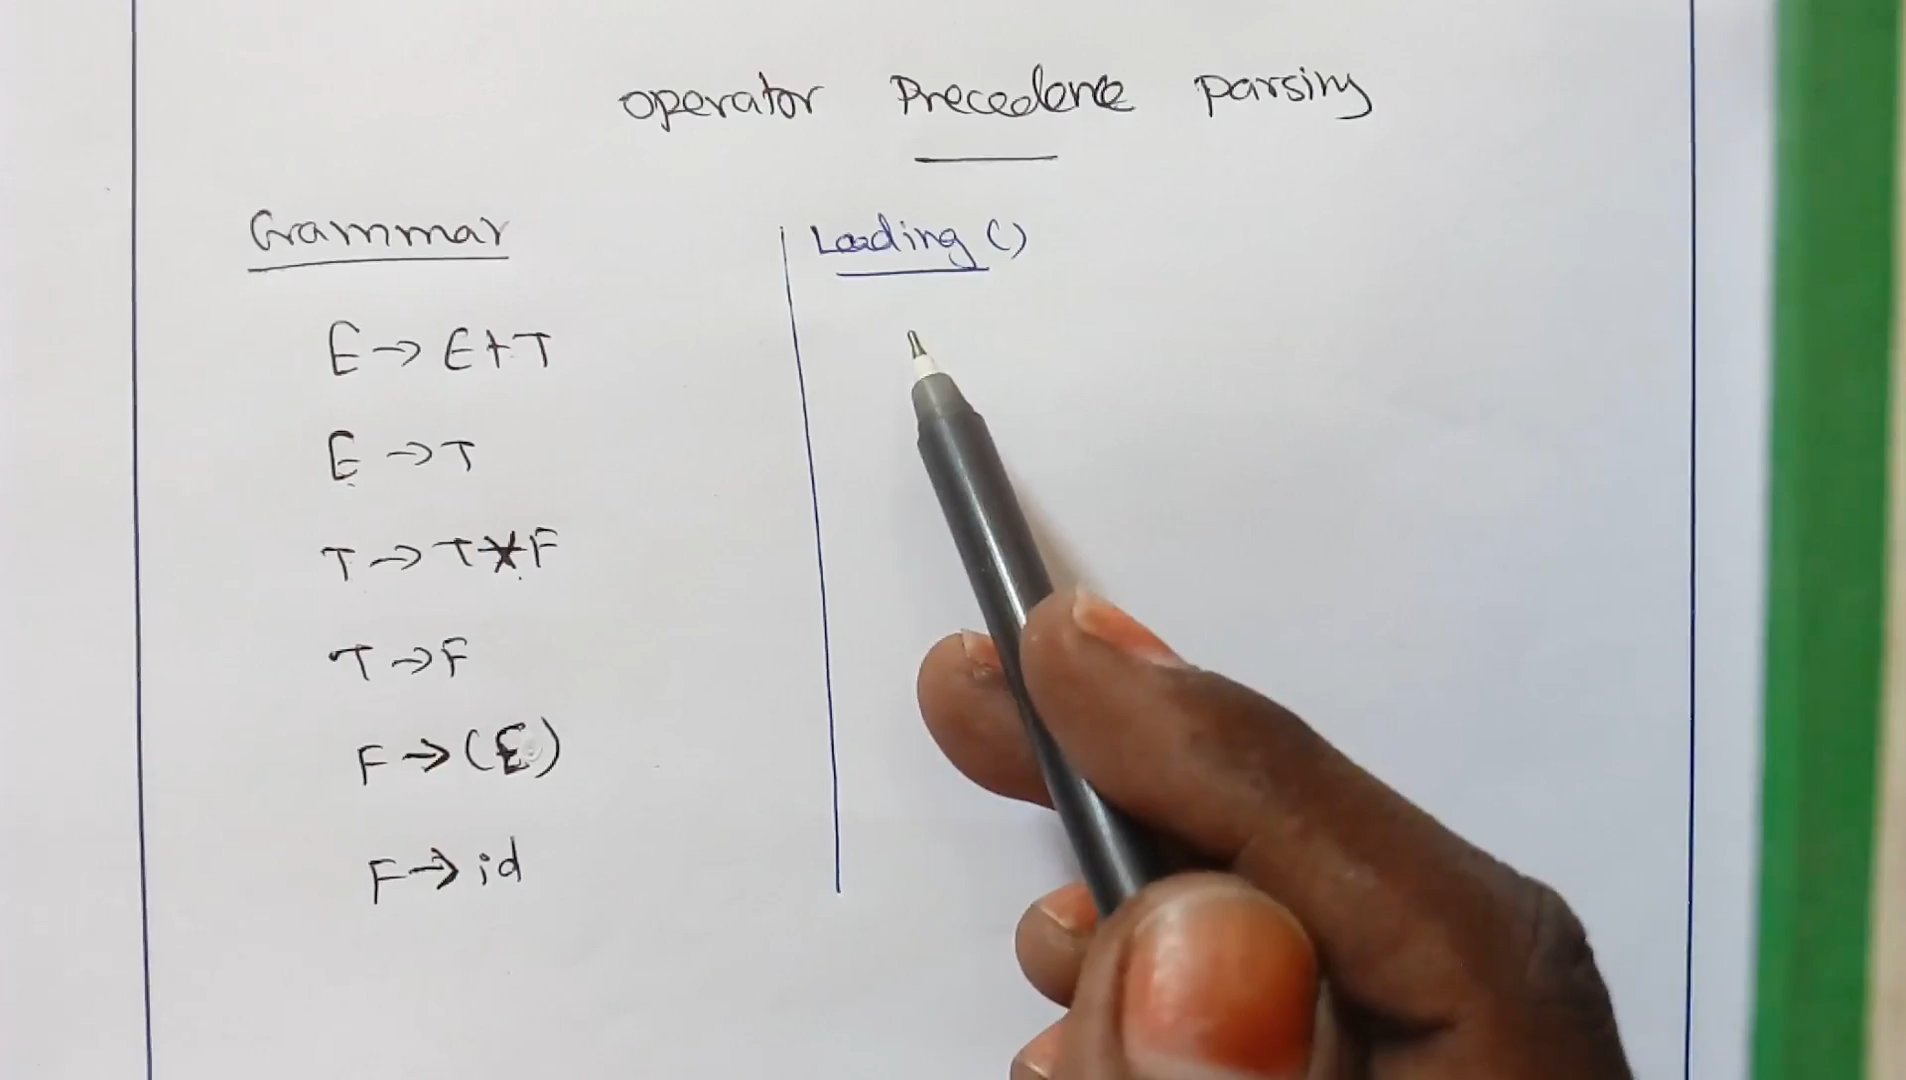 operator Precedence parsing
Grammar
E → E+T
E → T
T → T*F
T → F
F → (E)
F → id
Leading ()